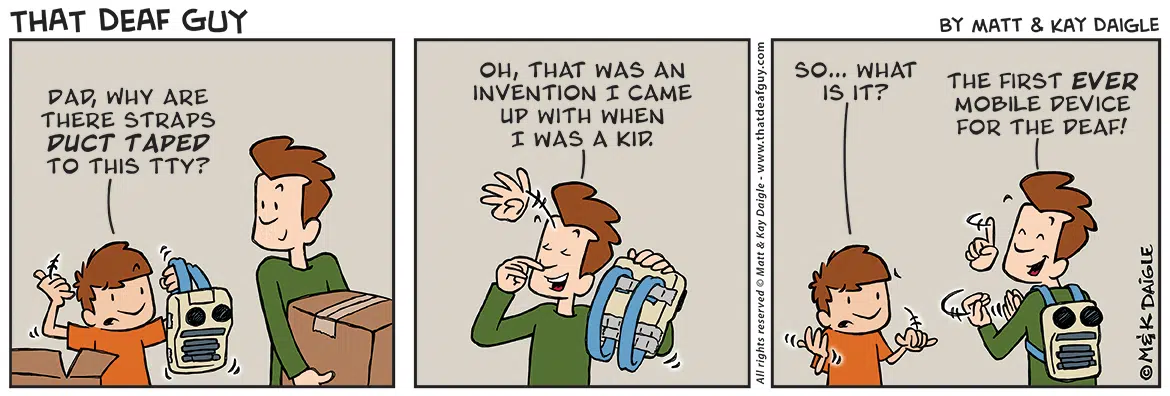 THAT DEAF GUY
BY MATT & KAY DAIGLE
DAD, WHY ARE
THERE STRAPS
DUCT TAPED
TO THIS TTY?
OH, THAT WAS AN
INVENTION I CAME
UP WITH WHEN
I WAS A KID.
All rights reserved © Matt & Kay Daigle - www.thatdeafguy.com
SO... WHAT
IS IT?
THE FIRST EVER
MOBILE DEVICE
FOR THE DEAF!
© M&K DAIGLE